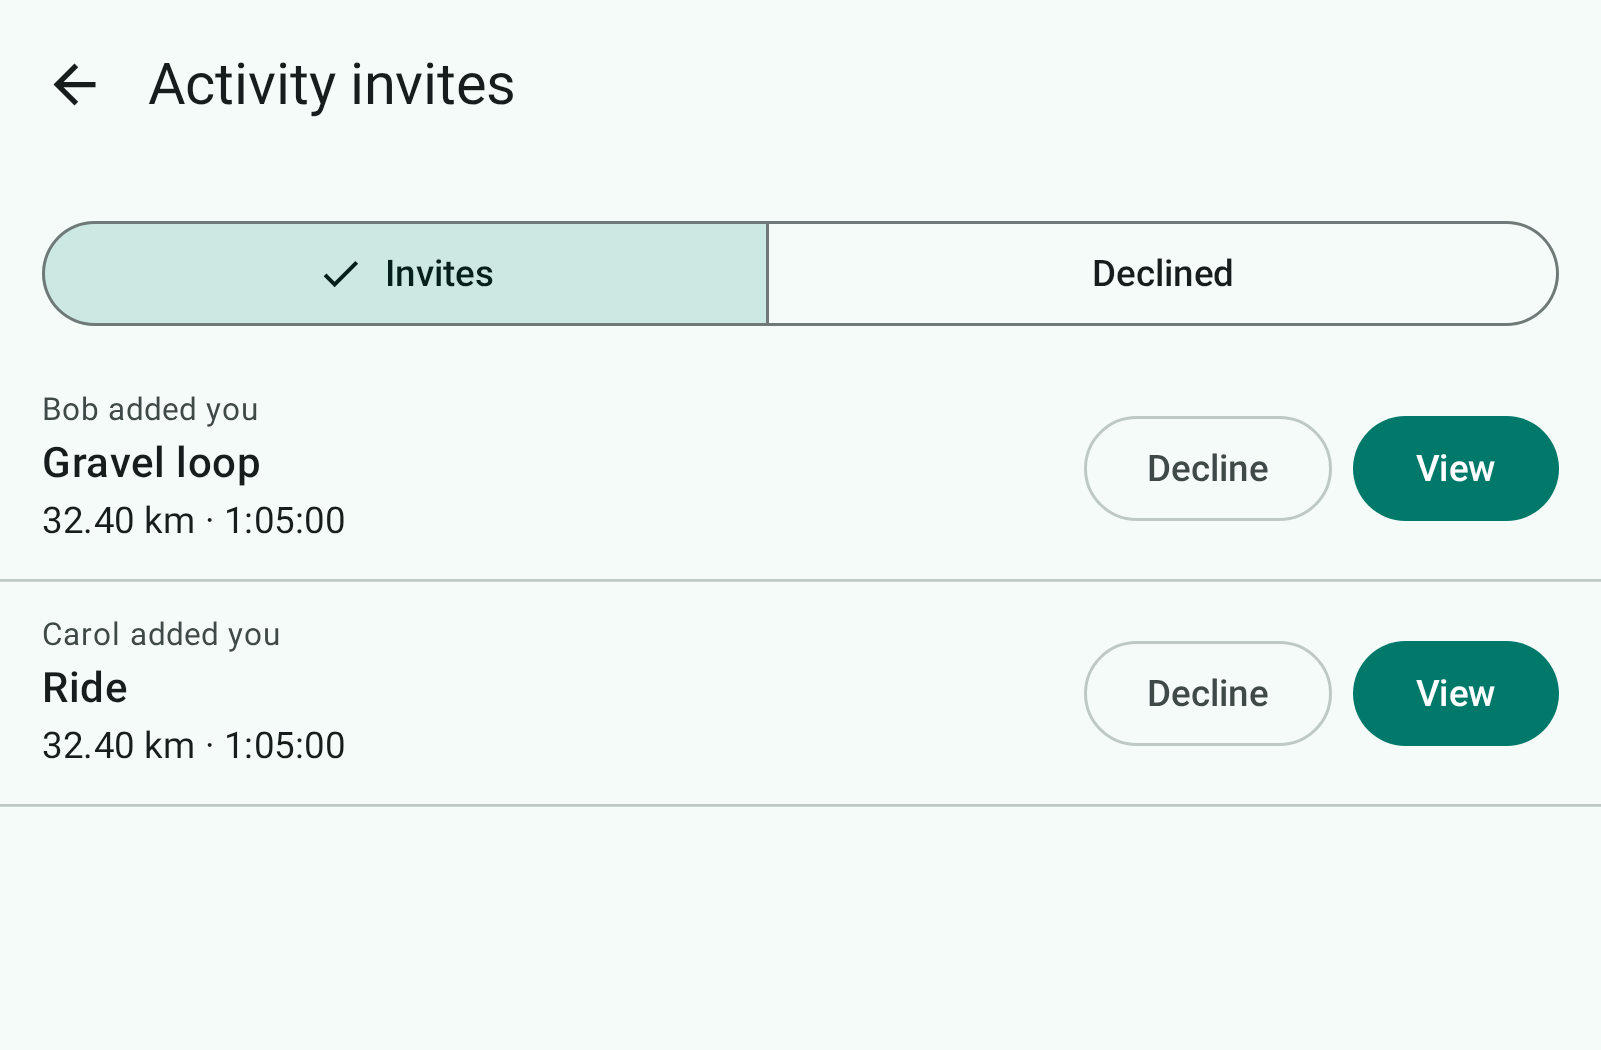 Activity invites
Invites
Declined
Bob added you
Gravel loop
32.40 km · 1:05:00
Decline
View
Carol added you
Ride
32.40 km · 1:05:00
Decline
View